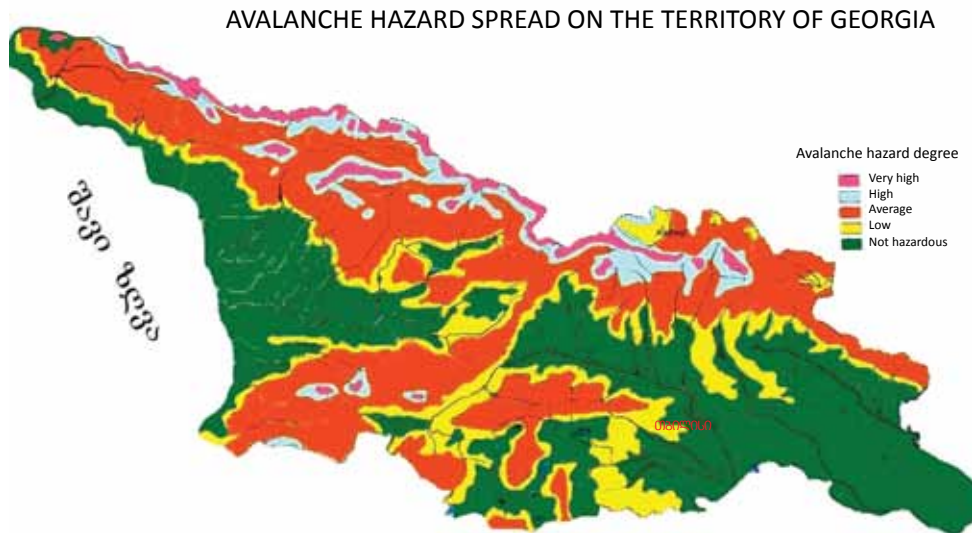 AVALANCHE HAZARD SPREAD ON THE TERRITORY OF GEORGIA
Avalanche hazard degree
Very high
High
Average
Low
Not hazardous
შავი ზღვა